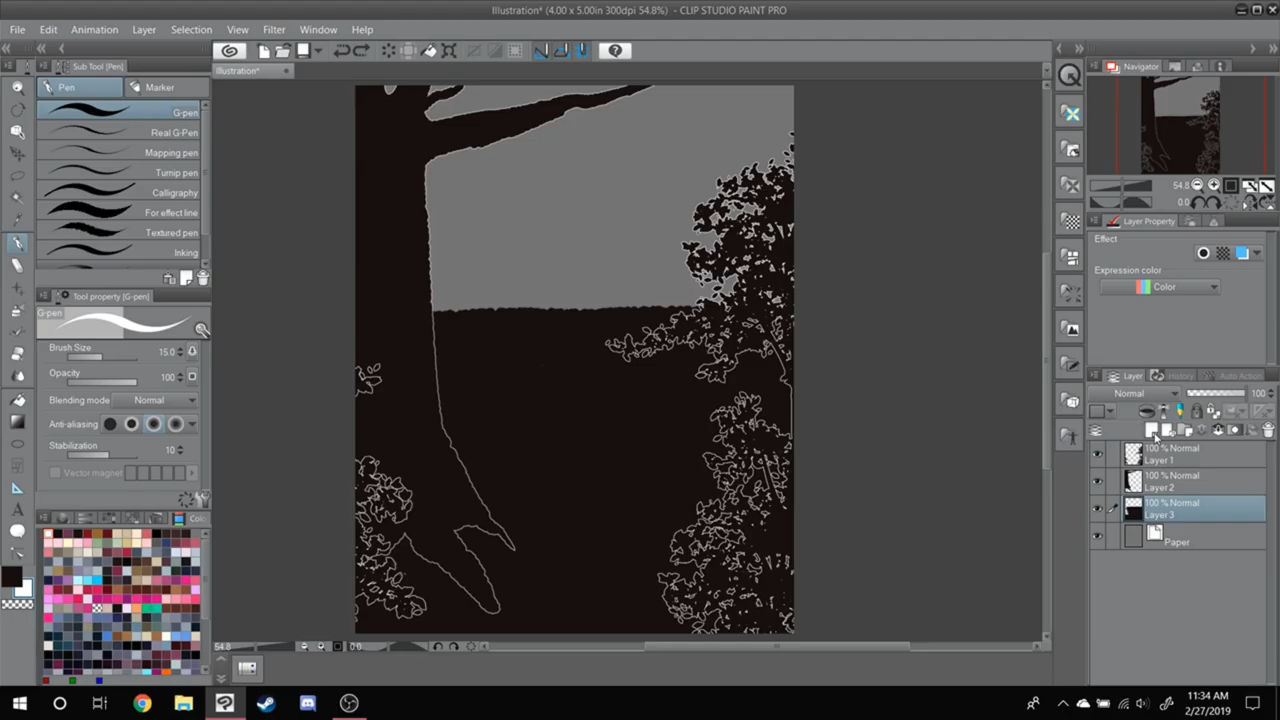 Illustration* (4.00 x 5.00in 300dpi 54.8%) - CLIP STUDIO PAINT PRO
File Edit Animation Layer Selection View Filter Window Help
Sub Tool [Pen]
Illustration*
Navigator
Pen Marker
G-pen
Real G-Pen
Mapping pen
Turnip pen
Calligraphy
For effect line
Textured pen
Inking
54.8
0.0
Layer Property
Effect
Expression color
Color
Tool property [G-pen]
G-pen
Brush Size 15.0
Opacity 100
Blending mode Normal
Anti-aliasing
Stabilization 10
Vector magnet
Layer History Auto Action
Normal 100
100 % Normal
Layer 1
100 % Normal
Layer 2
100 % Normal
Layer 3
Paper
54.8 0.0
11:34 AM
2/27/2019